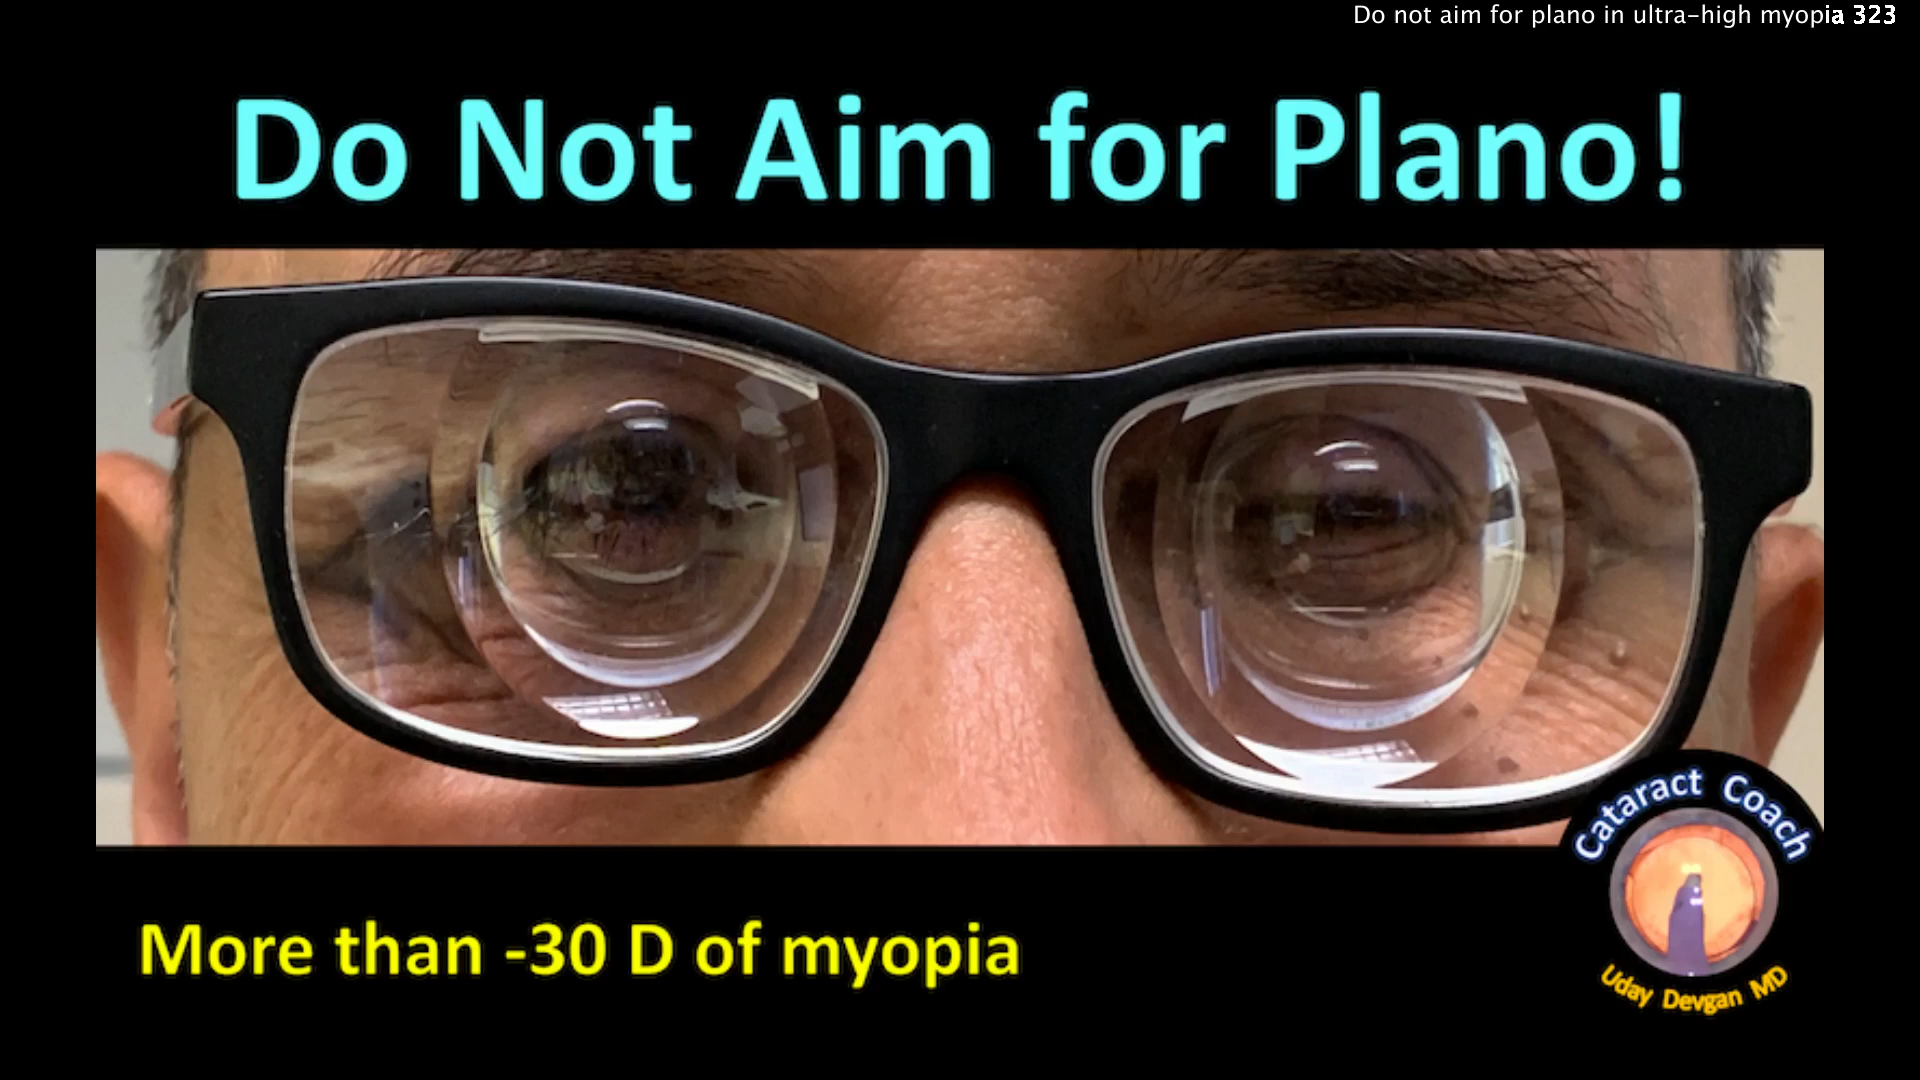 Do not aim for plano in ultra-high myopia 323
Do Not Aim for Plano!
Cataract Coach
More than -30 D of myopia
Uday Devgan MD